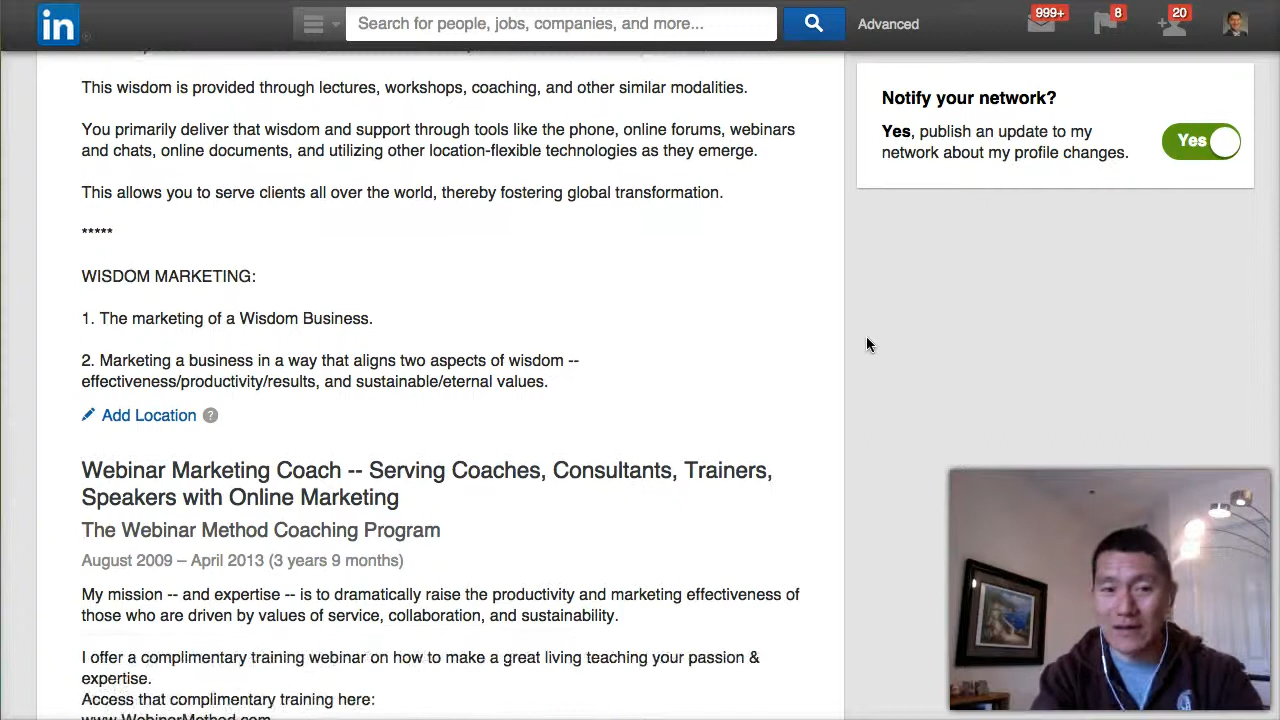 in
Search for people, jobs, companies, and more...
Advanced
999+
8
20
This wisdom is provided through lectures, workshops, coaching, and other similar modalities.
You primarily deliver that wisdom and support through tools like the phone, online forums, webinars
and chats, online documents, and utilizing other location-flexible technologies as they emerge.
This allows you to serve clients all over the world, thereby fostering global transformation.
*****
WISDOM MARKETING:
1. The marketing of a Wisdom Business.
2. Marketing a business in a way that aligns two aspects of wisdom --
effectiveness/productivity/results, and sustainable/eternal values.
Add Location ?
Webinar Marketing Coach -- Serving Coaches, Consultants, Trainers,
Speakers with Online Marketing
The Webinar Method Coaching Program
August 2009 – April 2013 (3 years 9 months)
My mission -- and expertise -- is to dramatically raise the productivity and marketing effectiveness of
those who are driven by values of service, collaboration, and sustainability.
I offer a complimentary training webinar on how to make a great living teaching your passion &
expertise.
Access that complimentary training here:
www.WebinarMethod.com
Notify your network?
Yes, publish an update to my
network about my profile changes.
Yes